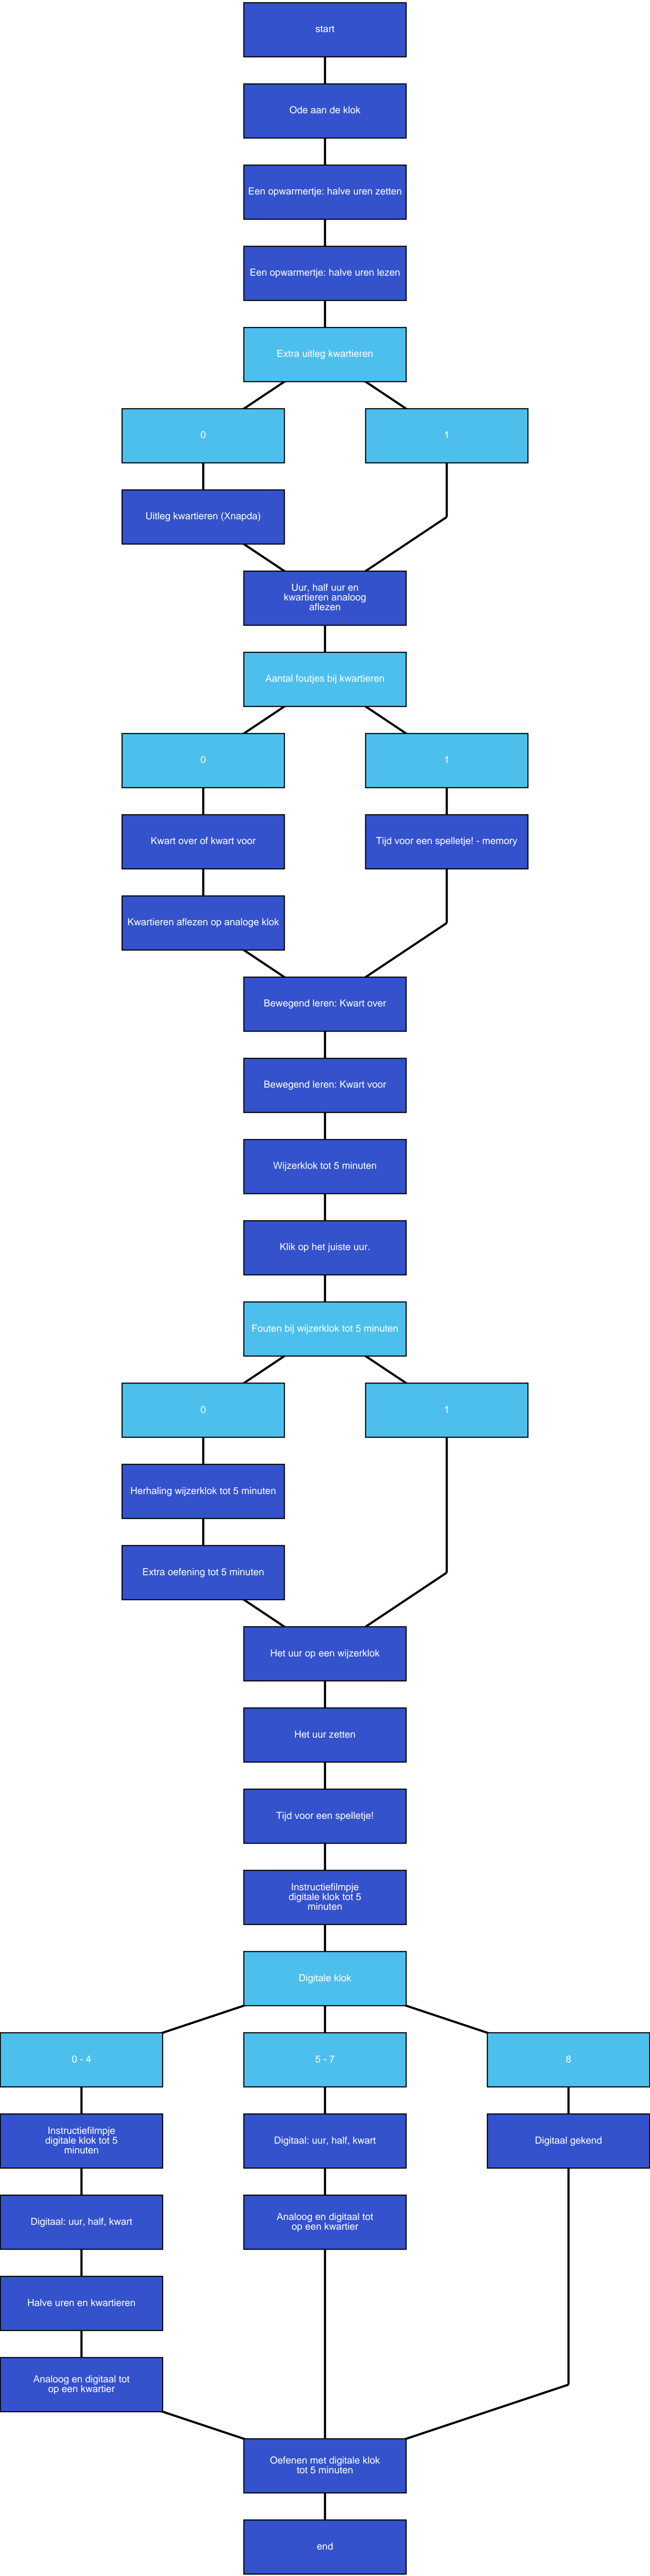 start
Ode aan de klok
Een opwarmertje: halve uren zetten
Een opwarmertje: halve uren lezen
Extra uitleg kwartieren
0
1
Uitleg kwartieren (Xnapda)
Uur, half uur en
kwartieren analoog
aflezen
Aantal foutjes bij kwartieren
0
1
Kwart over of kwart voor
Tijd voor een spelletje! - memory
Kwartieren aflezen op analoge klok
Bewegend leren: Kwart over
Bewegend leren: Kwart voor
Wijzerklok tot 5 minuten
Klik op het juiste uur.
Fouten bij wijzerklok tot 5 minuten
0
1
Herhaling wijzerklok tot 5 minuten
Extra oefening tot 5 minuten
Het uur op een wijzerklok
Het uur zetten
Tijd voor een spelletje!
Instructiefilmpje
digitale klok tot 5
minuten
Digitale klok
0 - 4
5 - 7
8
Instructiefilmpje
digitale klok tot 5
minuten
Digitaal: uur, half, kwart
Digitaal gekend
Digitaal: uur, half, kwart
Analoog en digitaal tot
op een kwartier
Halve uren en kwartieren
Analoog en digitaal tot
op een kwartier
Oefenen met digitale klok
tot 5 minuten
end